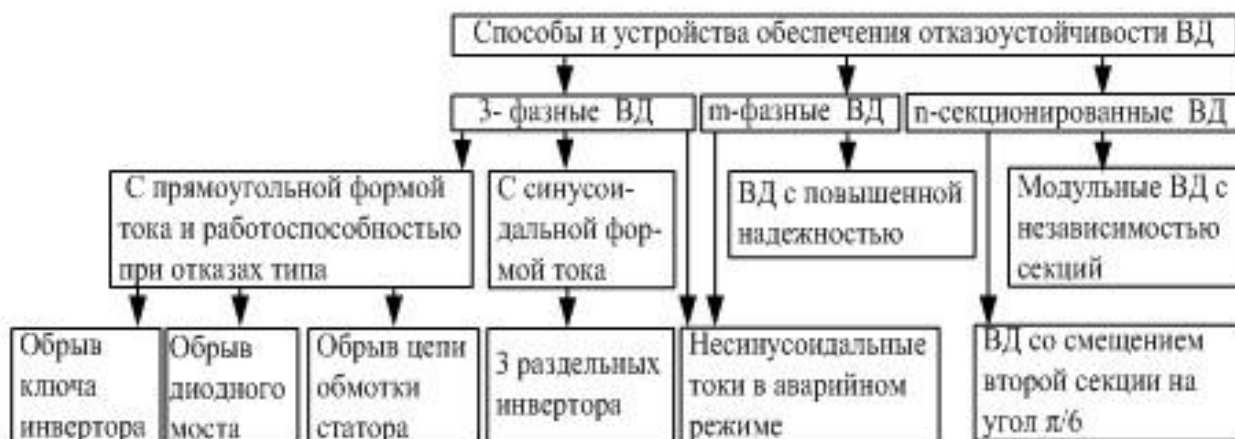 Способы и устройства обеспечения отказоустойчивости ВД
3- фазные ВД
m-фазные ВД
n-секционированные ВД
С прямоугольной формой
тока и работоспособностью
при отказах типа
С синусои-
дальной фор-
мой тока
ВД с повышенной
надежностью
Модульные ВД с
независимостью
секций
Обрыв
ключа
инвертора
Обрыв
диодного
моста
Обрыв цепи
обмотки
статора
3 раздельных
инвертора
Несинусоидальные
токи в аварийном
режиме
ВД со смещением
второй секции на
угол π/6